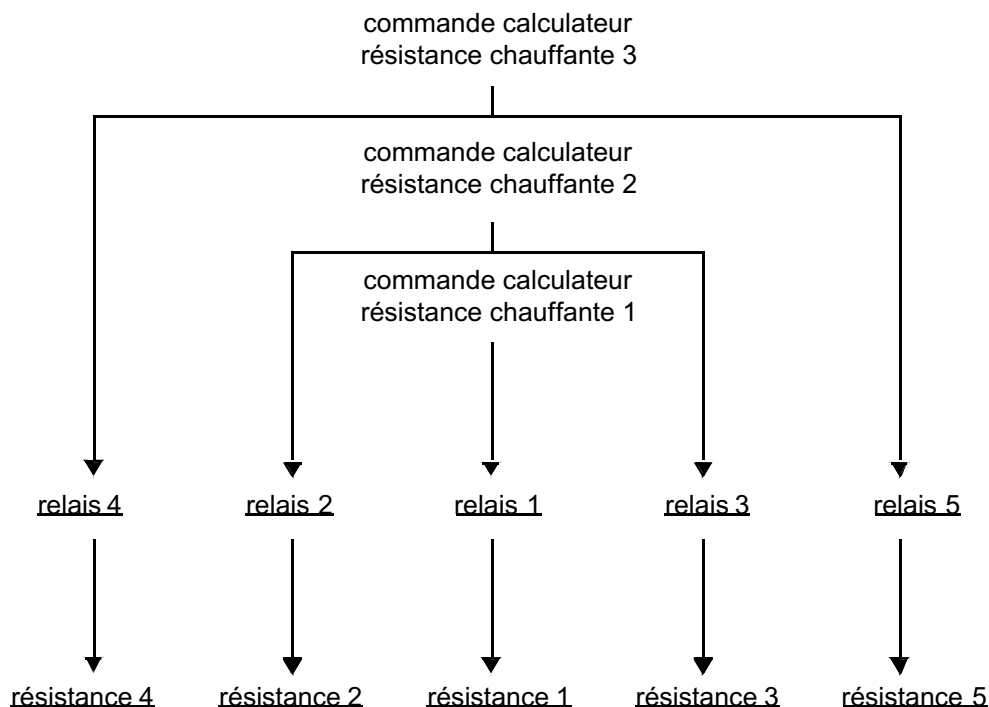 commande calculateur
résistance chauffante 3
commande calculateur
résistance chauffante 2
commande calculateur
résistance chauffante 1
relais 4 relais 2 relais 1 relais 3 relais 5
résistance 4 résistance 2 résistance 1 résistance 3 résistance 5